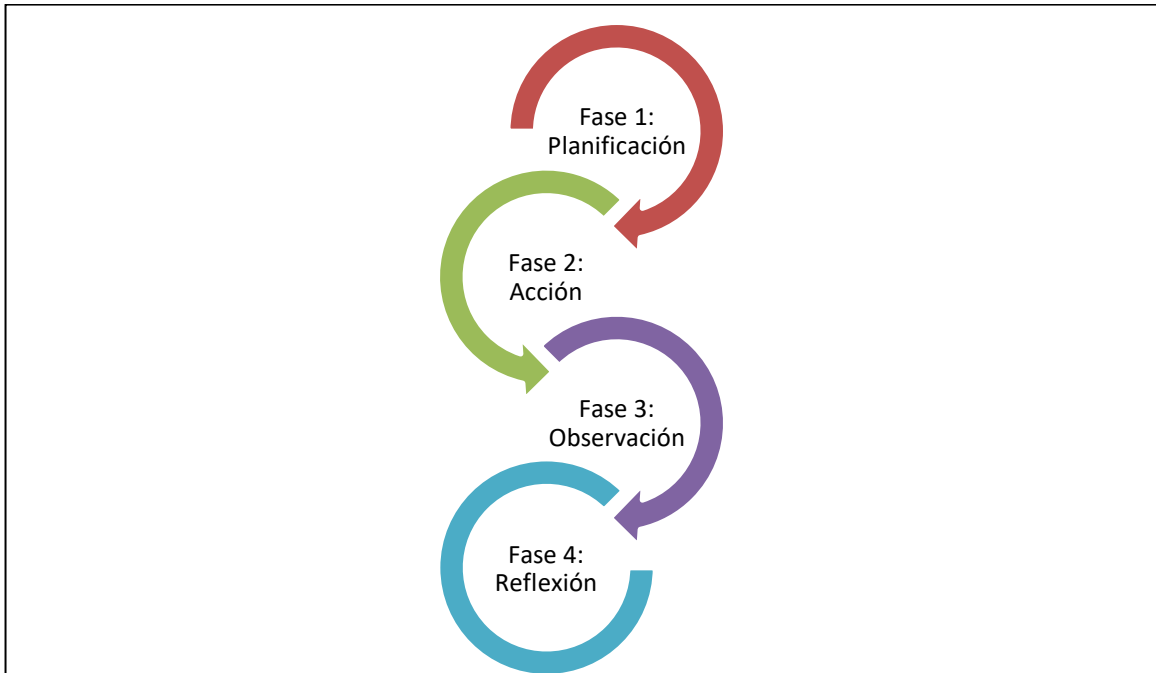 Fase 1:
Planificación
Fase 2:
Acción
Fase 3:
Observación
Fase 4:
Reflexión